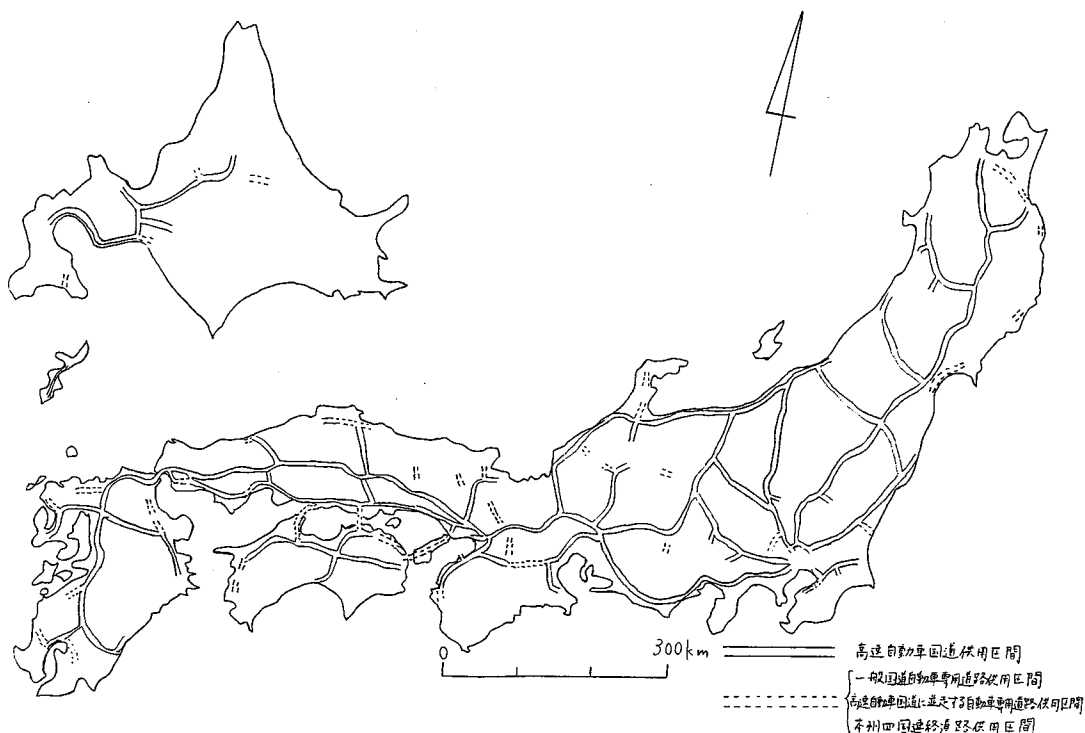 0 300km
高速自動車国道供用区間
一般国道自動車専用道路供用区間
高速自動車国道に並走する自動車専用道路供用区間
本州四国連絡道路供用区間